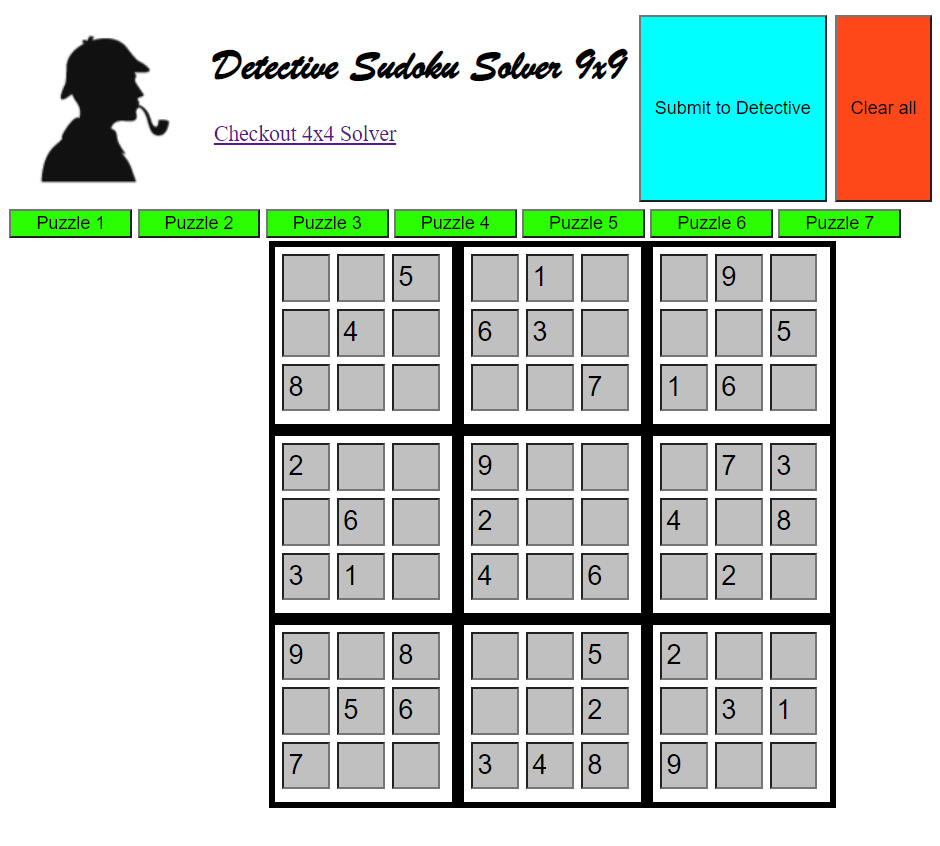 Detective Sudoku Solver 9x9
Checkout 4x4 Solver
Submit to Detective
Clear all
Puzzle 1 Puzzle 2 Puzzle 3 Puzzle 4 Puzzle 5 Puzzle 6 Puzzle 7
5 1 9
4 6 3 5
8 7 1 6
2 9 7 3
6 2 4 8
3 1 4 6 2
9 8 5 2
5 6 2 3 1
7 3 4 8 9